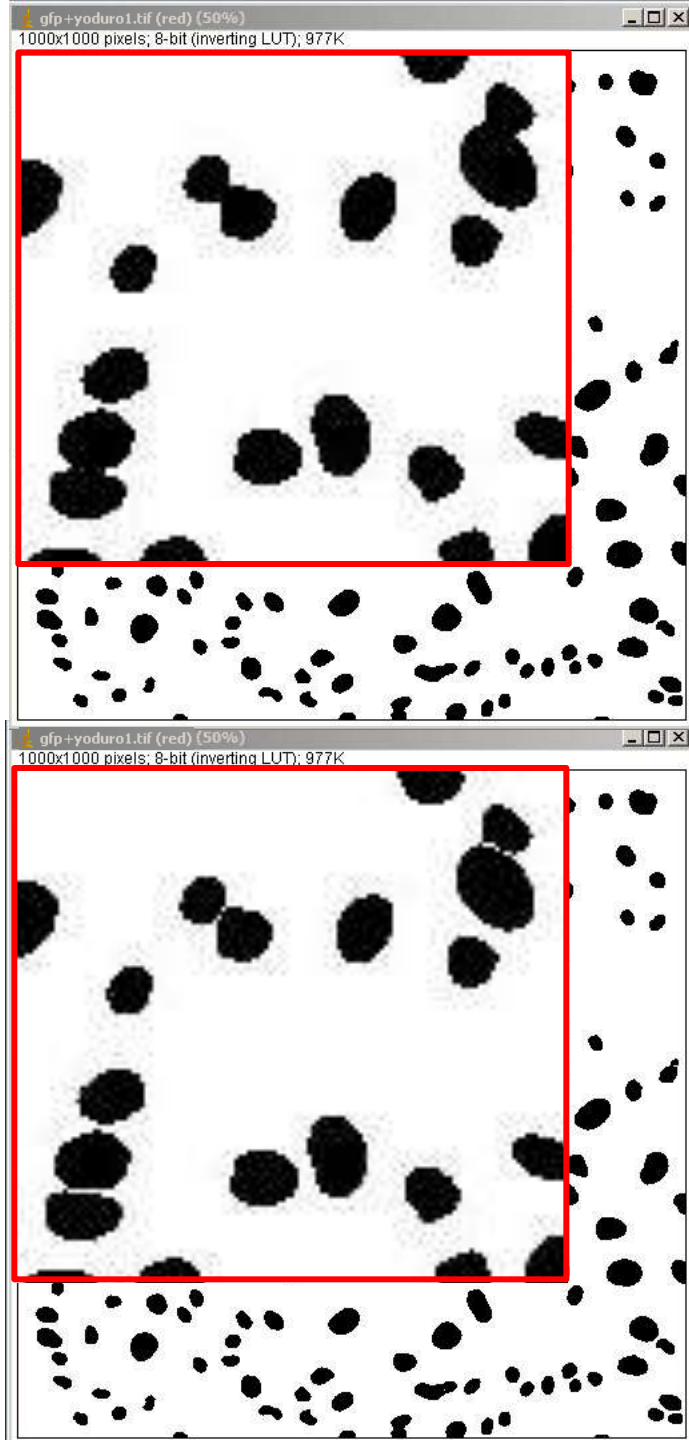 gfp+yoduro1.tif (red) (50%)
1000x1000 pixels; 8-bit (inverting LUT); 977K
gfp+yoduro1.tif (red) (50%)
1000x1000 pixels; 8-bit (inverting LUT); 977K